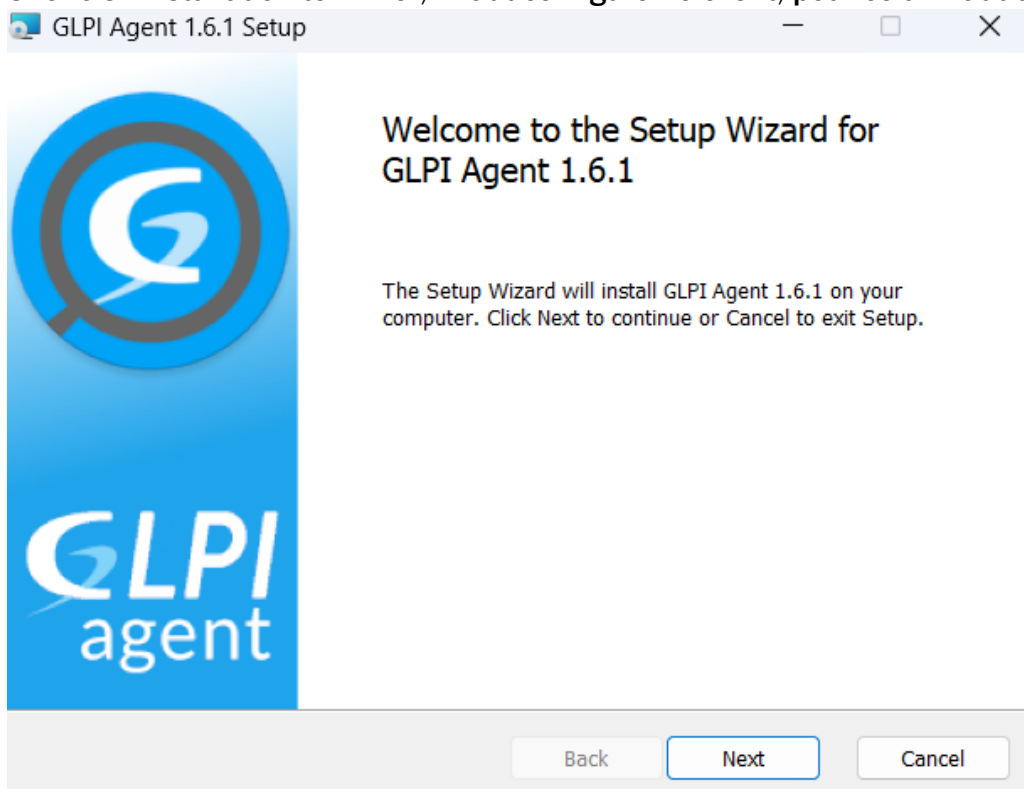 GLPI Agent 1.6.1 Setup
Welcome to the Setup Wizard for
GLPI Agent 1.6.1
The Setup Wizard will install GLPI Agent 1.6.1 on your
computer. Click Next to continue or Cancel to exit Setup.
GLPI
agent
Back
Next
Cancel